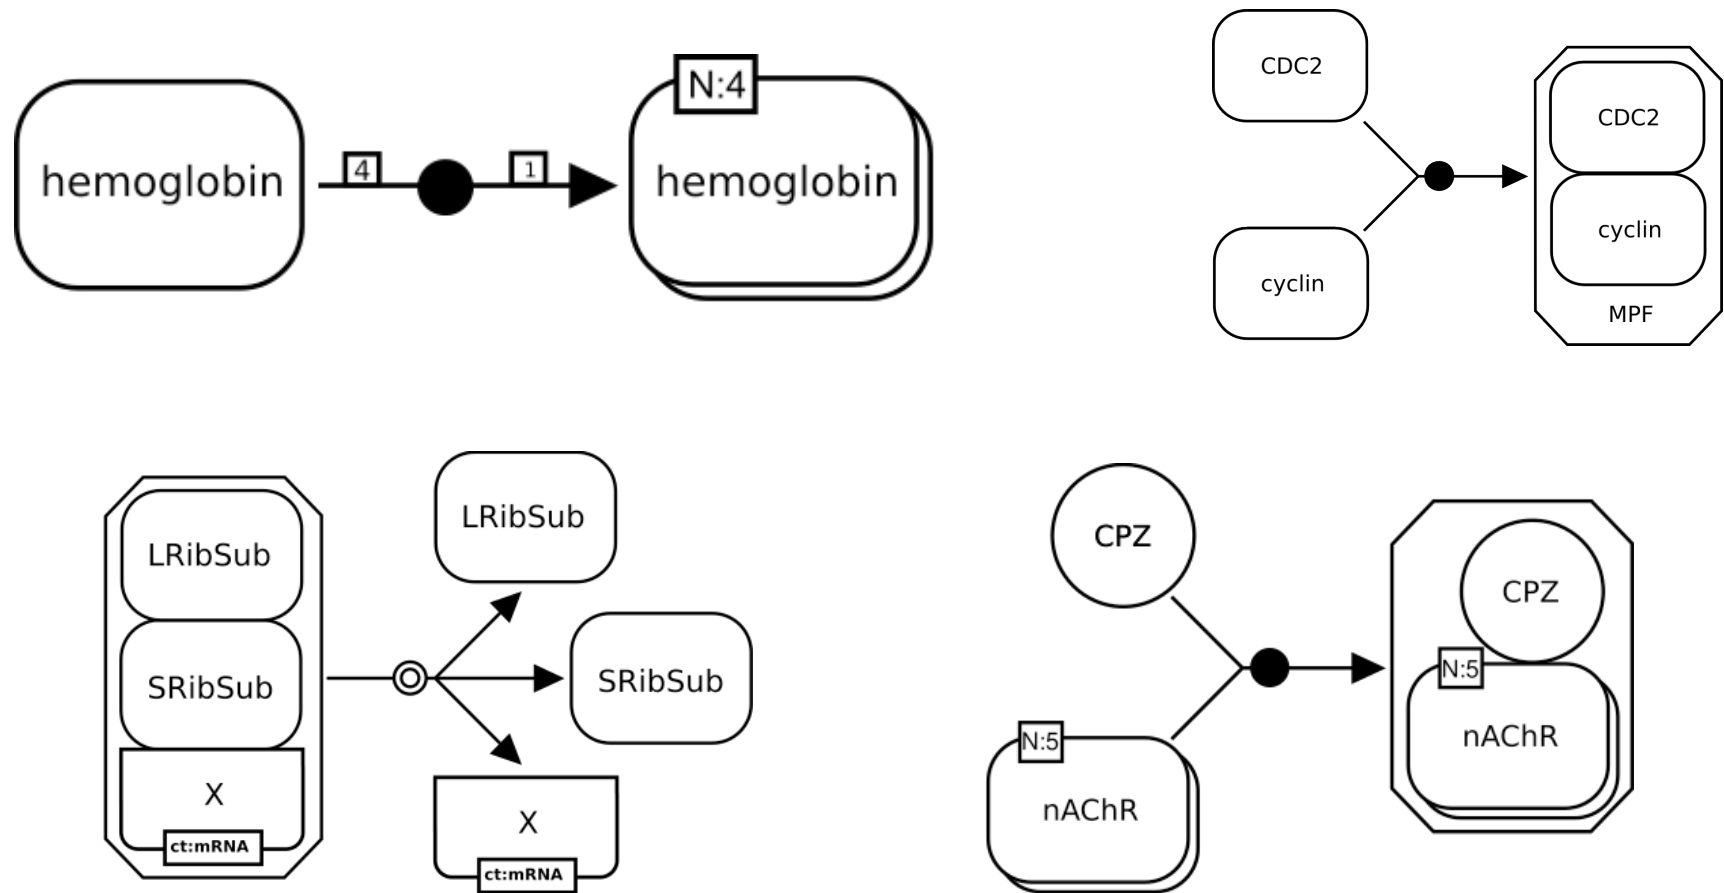 hemoglobin
4
1
N:4
hemoglobin
CDC2
cyclin
CDC2
cyclin
MPF
LRibSub
SRibSub
X
ct:mRNA
LRibSub
SRibSub
X
ct:mRNA
CPZ
N:5
nAChR
CPZ
N:5
nAChR